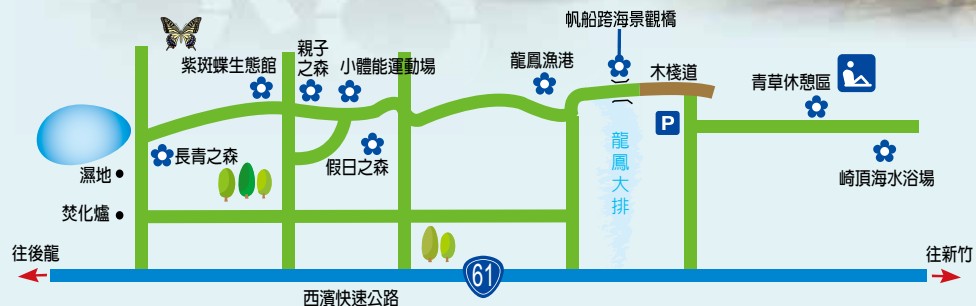 帆船跨海景觀橋
親子
之森
紫斑蝶生態館
小體能運動場
龍鳳漁港
木棧道
青草休憩區
P
龍
鳳
大
排
長青之森
假日之森
濕地
崎頂海水浴場
焚化爐
往後龍
往新竹
61
西濱快速公路